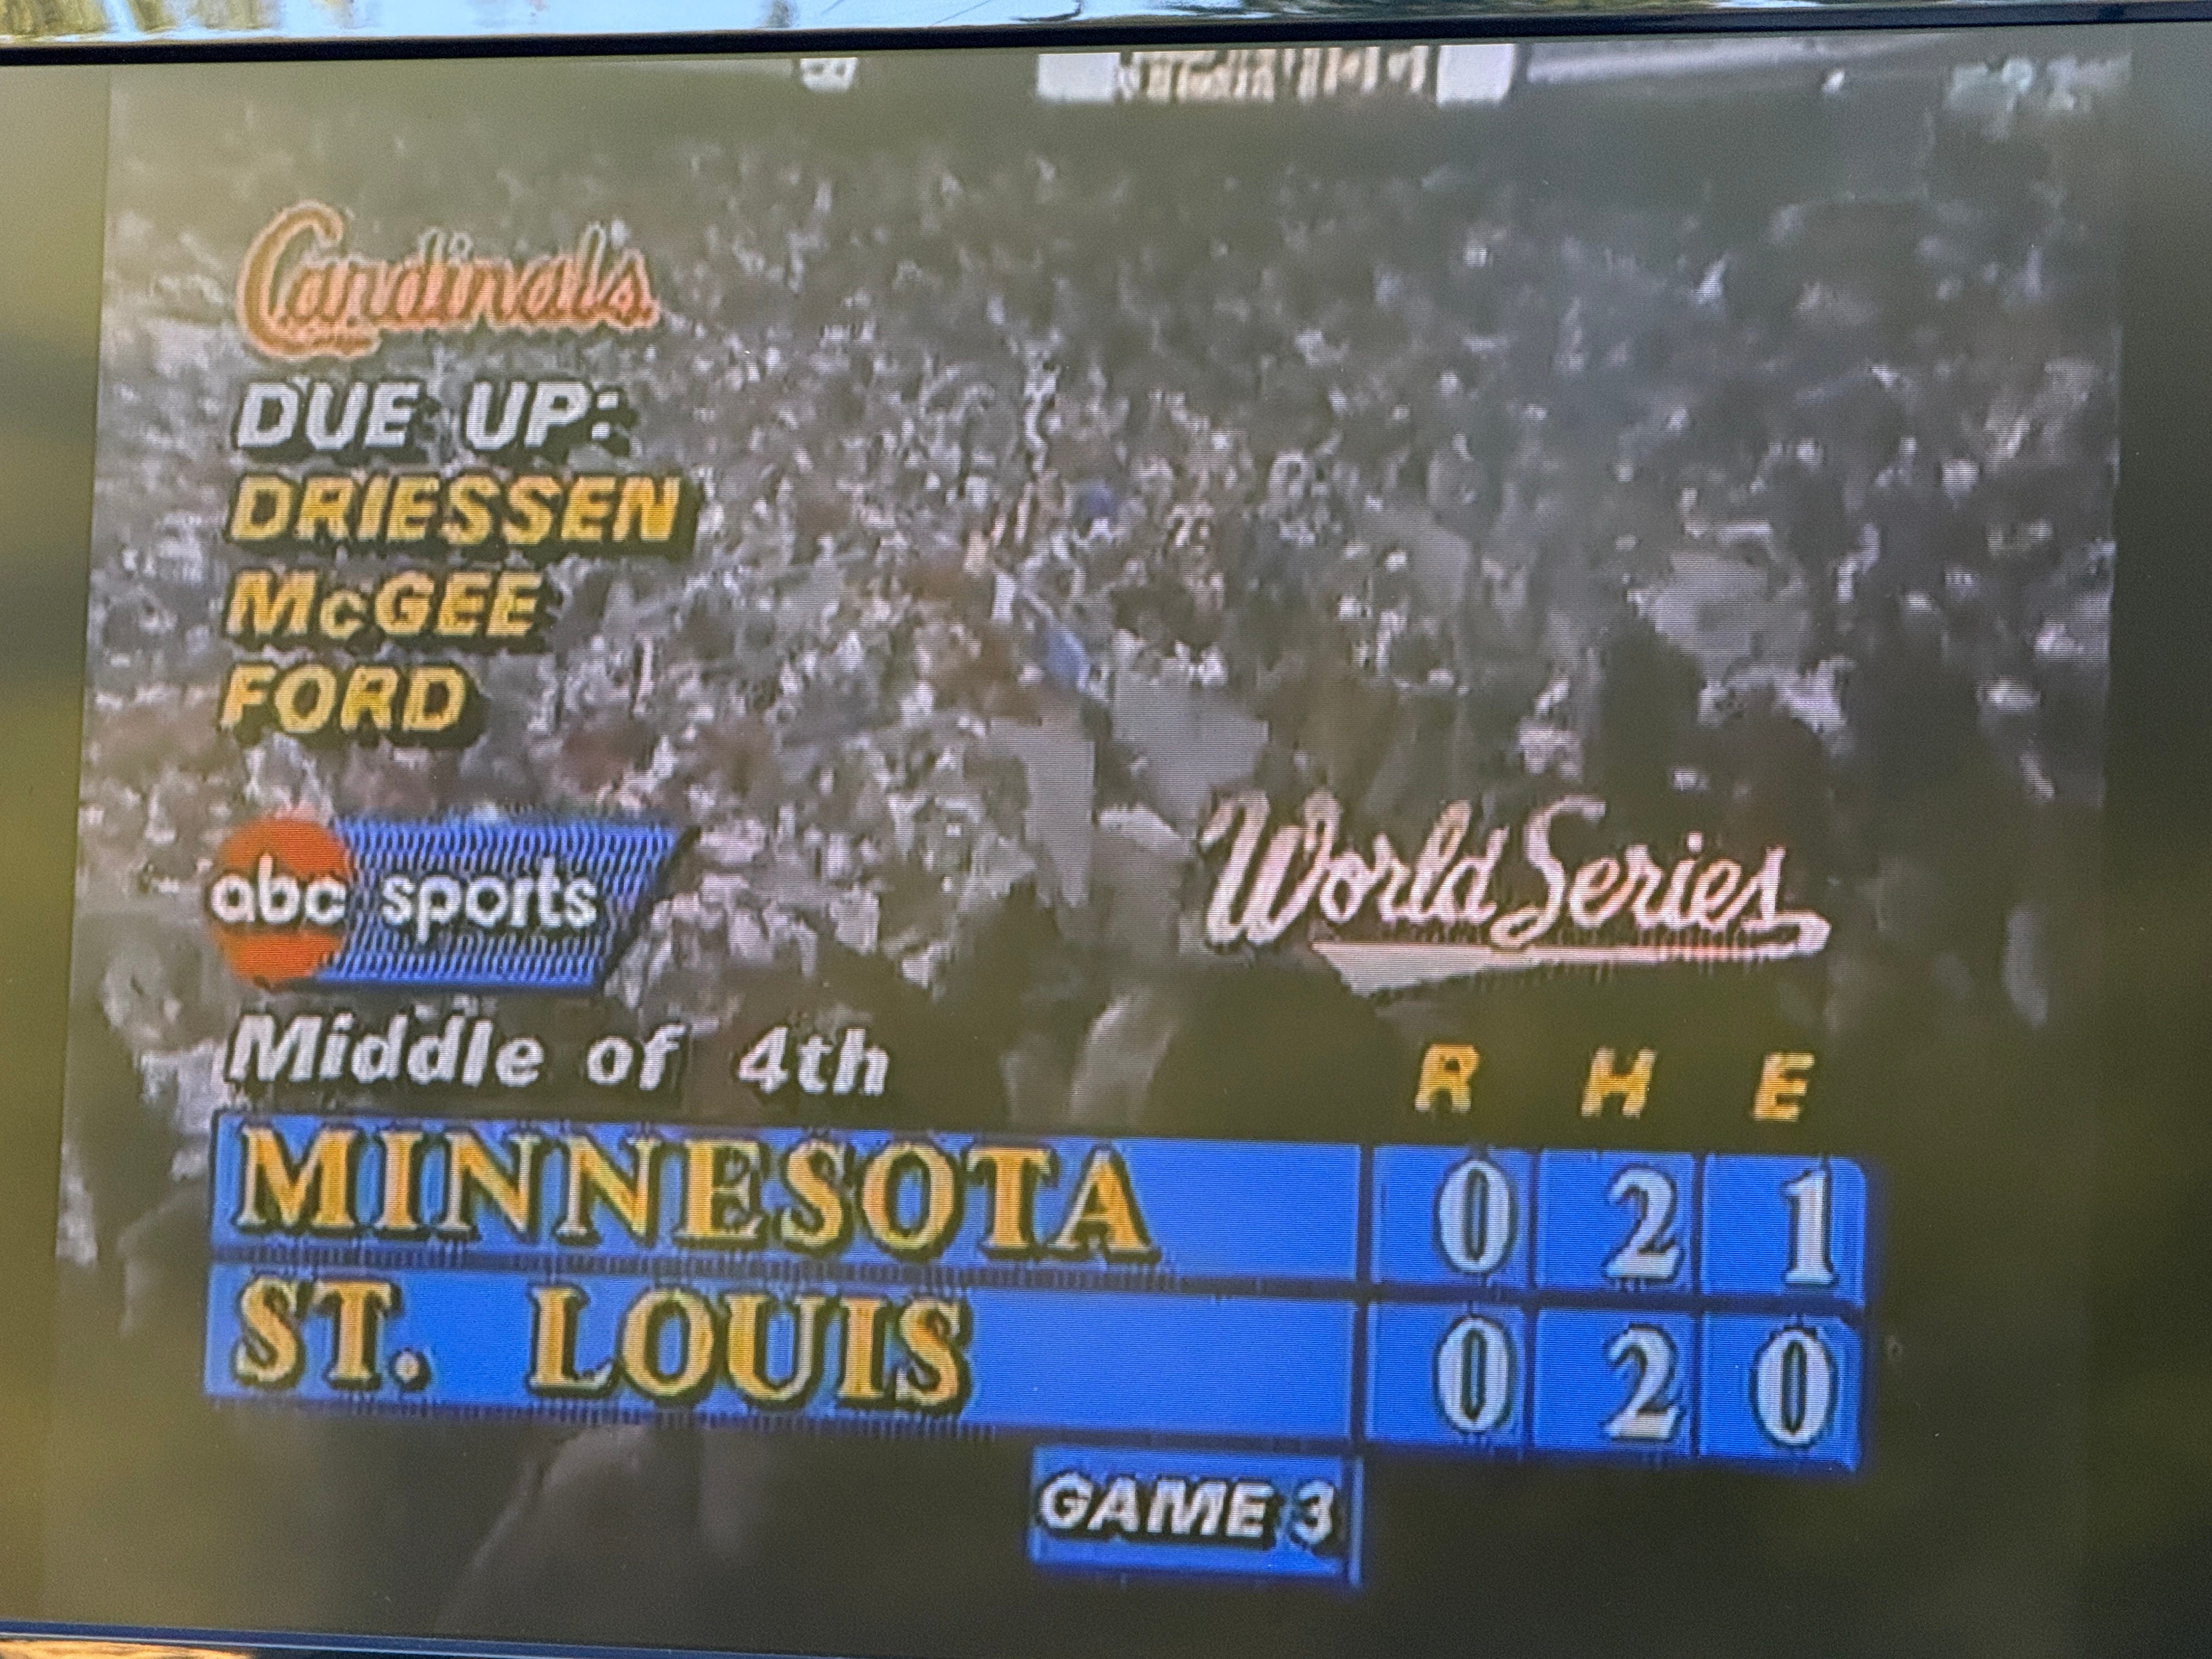 Cardinals
DUE UP:
DRIESSEN
McGEE
FORD
abc sports
World Series
Middle of 4th
R H E
MINNESOTA 0 2 1
ST. LOUIS 0 2 0
GAME 3